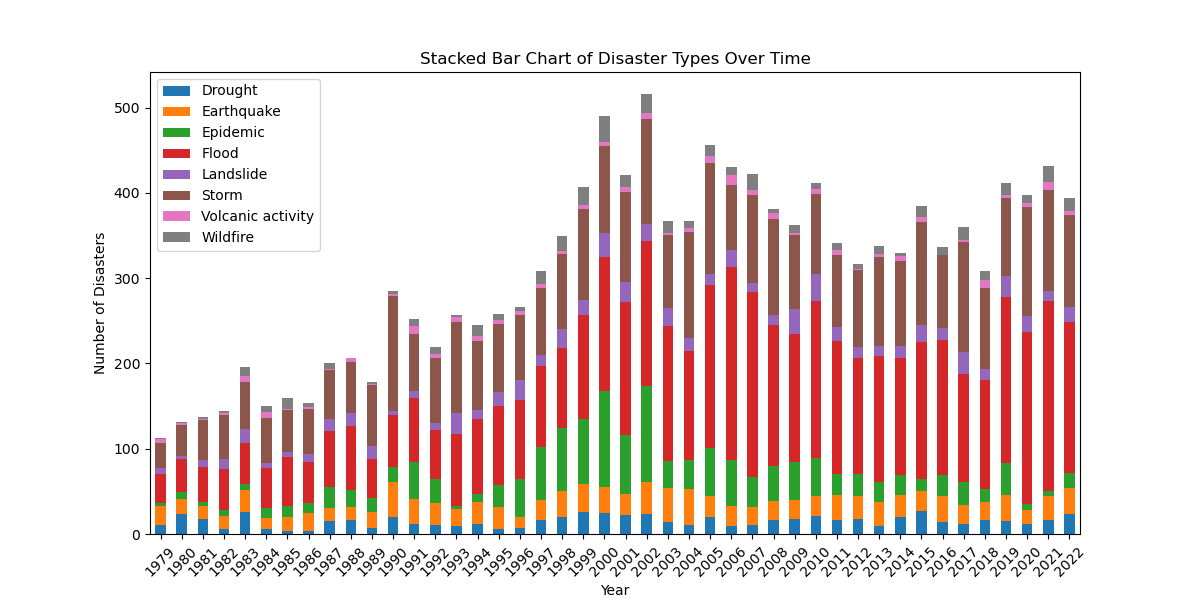 Stacked Bar Chart of Disaster Types Over Time
Drought
Earthquake
Epidemic
Flood
Landslide
Storm
Volcanic activity
Wildfire
Number of Disasters
500
400
300
200
100
0
1979 1980 1981 1982 1983 1984 1985 1986 1987 1988 1989 1990 1991 1992 1993 1994 1995 1996 1997 1998 1999 2000 2001 2002 2003 2004 2005 2006 2007 2008 2009 2010 2011 2012 2013 2014 2015 2016 2017 2018 2019 2020 2021 2022
Year